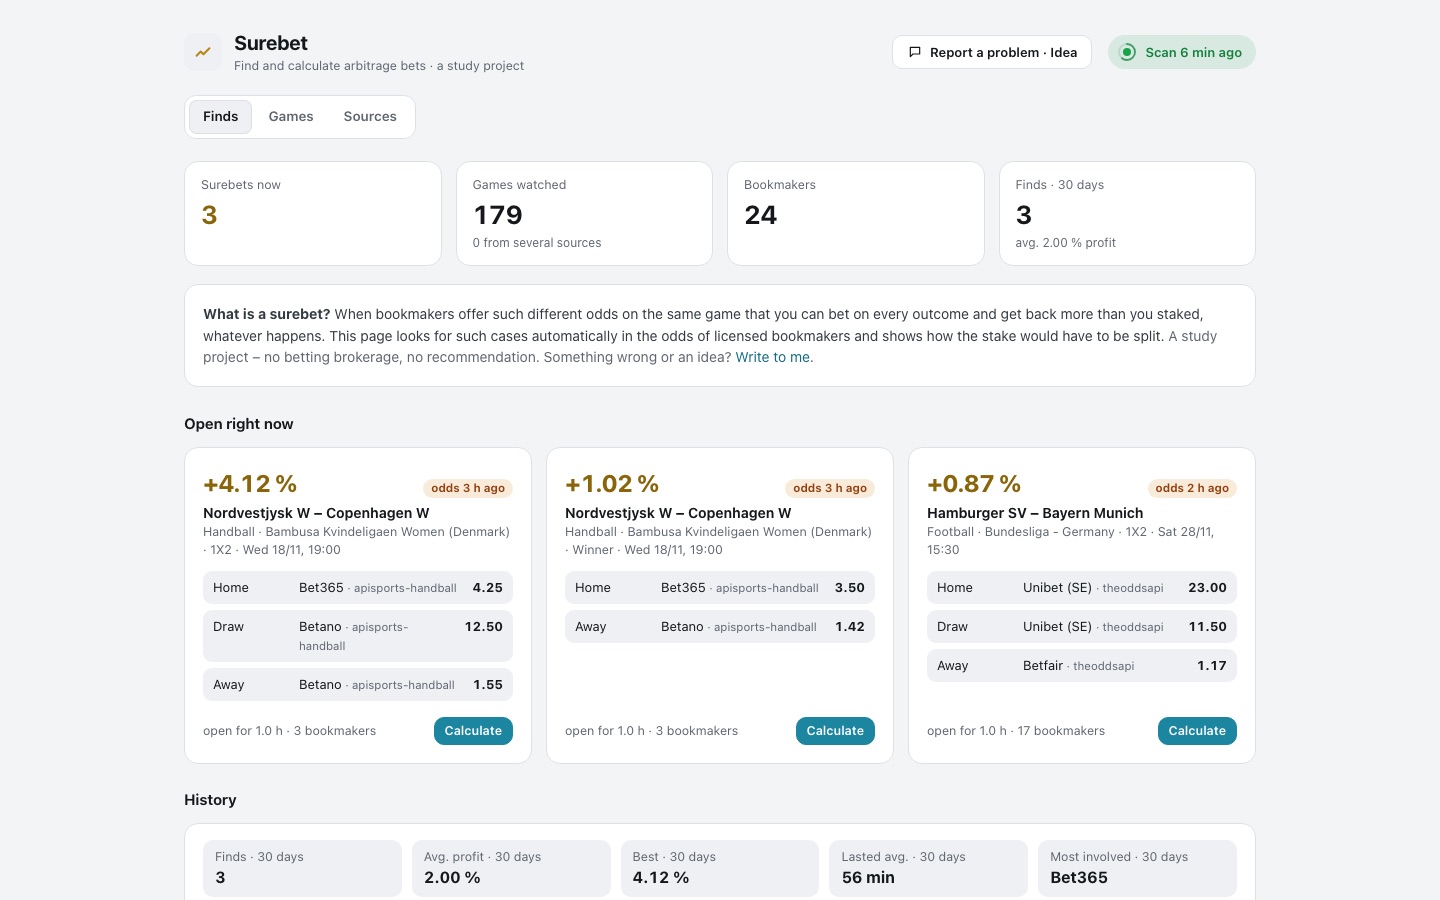 Surebet
Find and calculate arbitrage bets · a study project
Report a problem · Idea
Scan 6 min ago
Finds
Games
Sources
Surebets now
3
Games watched
179
0 from several sources
Bookmakers
24
Finds · 30 days
3
avg. 2.00 % profit
What is a surebet? When bookmakers offer such different odds on the same game that you can bet on every outcome and get back more than you staked,
whatever happens. This page looks for such cases automatically in the odds of licensed bookmakers and shows how the stake would have to be split. A study
project – no betting brokerage, no recommendation. Something wrong or an idea? Write to me.
Open right now
+4.12 %
odds 3 h ago
Nordvestjysk W – Copenhagen W
Handball · Bambusa Kvindeligaen Women (Denmark)
· 1X2 · Wed 18/11, 19:00
Home Bet365 · apisports-handball 4.25
Draw Betano · apisports- 12.50
handball
Away Betano · apisports-handball 1.55
open for 1.0 h · 3 bookmakers
Calculate
+1.02 %
odds 3 h ago
Nordvestjysk W – Copenhagen W
Handball · Bambusa Kvindeligaen Women (Denmark)
· Winner · Wed 18/11, 19:00
Home Bet365 · apisports-handball 3.50
Away Betano · apisports-handball 1.42
open for 1.0 h · 3 bookmakers
Calculate
+0.87 %
odds 2 h ago
Hamburger SV – Bayern Munich
Football · Bundesliga - Germany · 1X2 · Sat 28/11,
15:30
Home Unibet (SE) · theoddsapi 23.00
Draw Unibet (SE) · theoddsapi 11.50
Away Betfair · theoddsapi 1.17
open for 1.0 h · 17 bookmakers
Calculate
History
Finds · 30 days
3
Avg. profit · 30 days
2.00 %
Best · 30 days
4.12 %
Lasted avg. · 30 days
56 min
Most involved · 30 days
Bet365